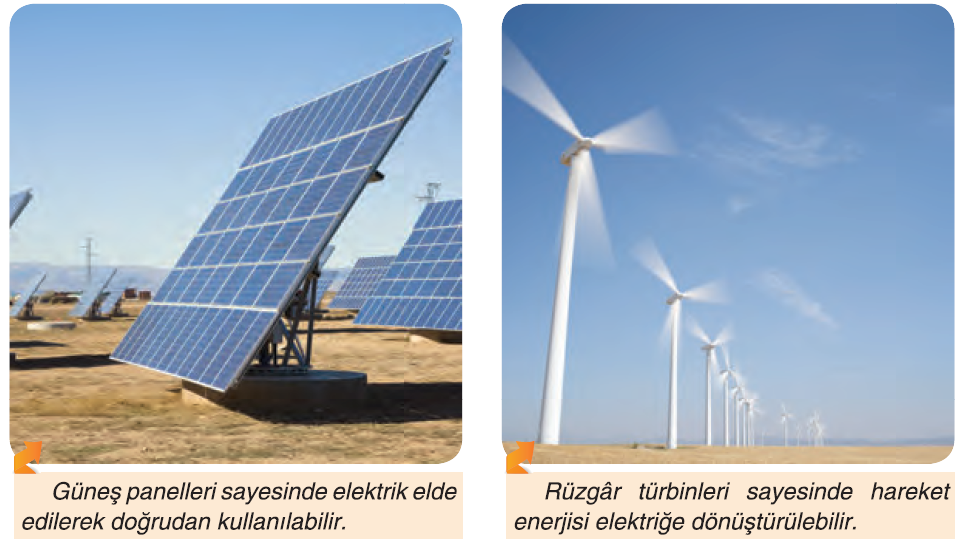 Güneş panelleri sayesinde elektrik elde
edilerek doğrudan kullanılabilir.
Rüzgâr türbinleri sayesinde hareket
enerjisi elektriğe dönüştürülebilir.